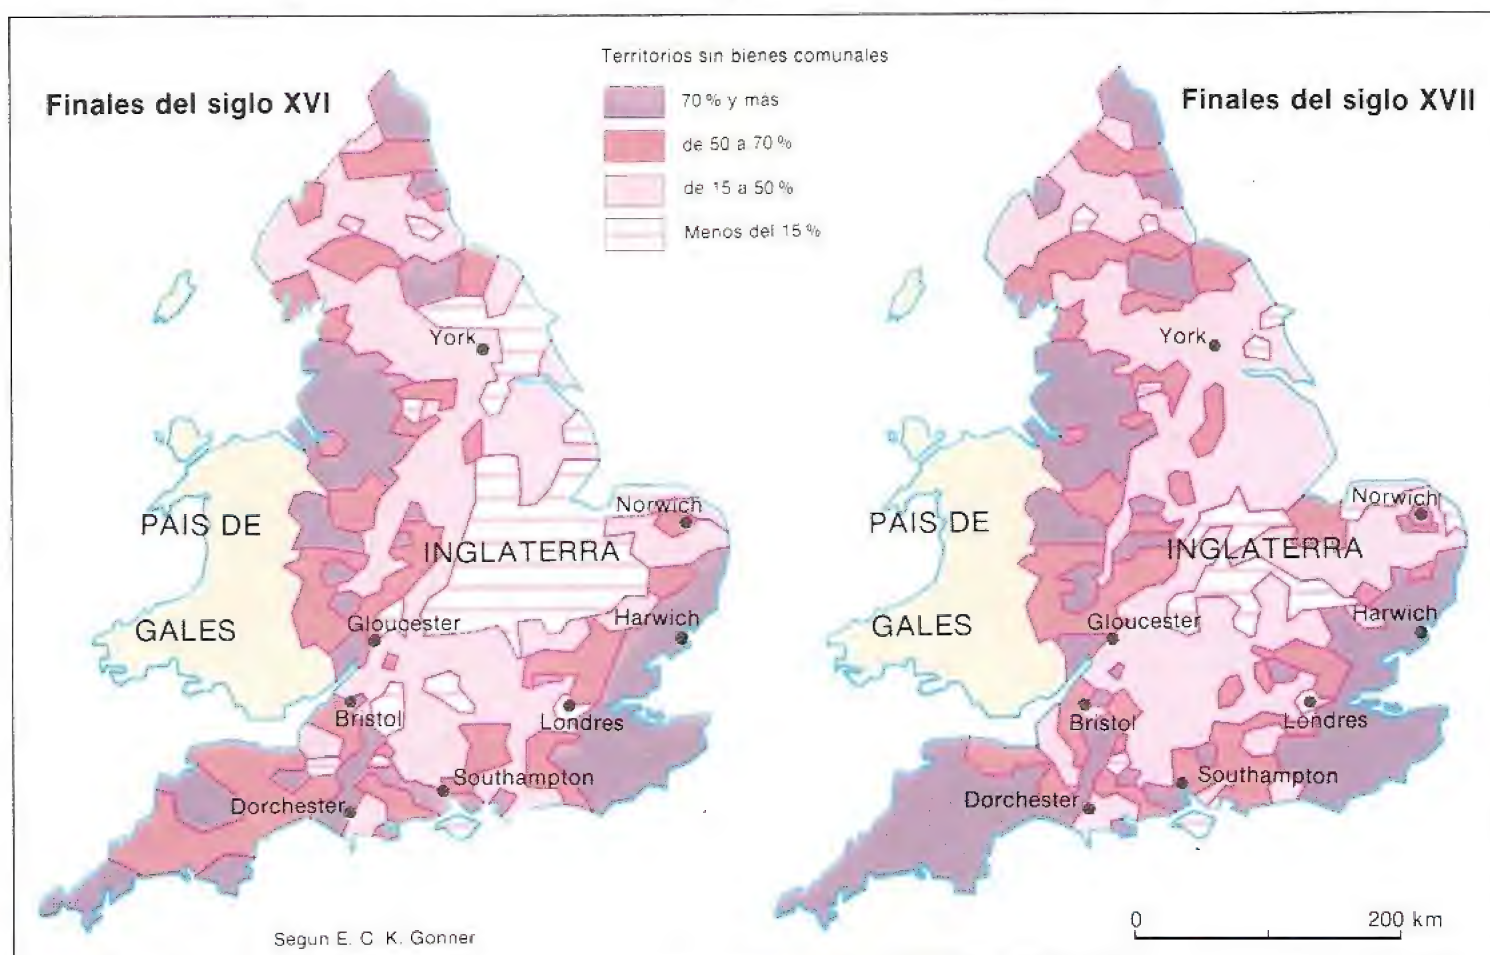 Territorios sin bienes comunales
Finales del siglo XVI
70 % y más
de 50 a 70 %
de 15 a 50 %
Menos del 15 %
Finales del siglo XVII
York
Norwich
PAIS DE
GALES
INGLATERRA
Gloucester
Harwich
Bristol
Londres
Southampton
Dorchester
Segun E. C K. Gonner
York
Norwich
PAIS DE
GALES
INGLATERRA
Gloucester
Harwich
Bristol
Londres
Southampton
Dorchester
0 200 km